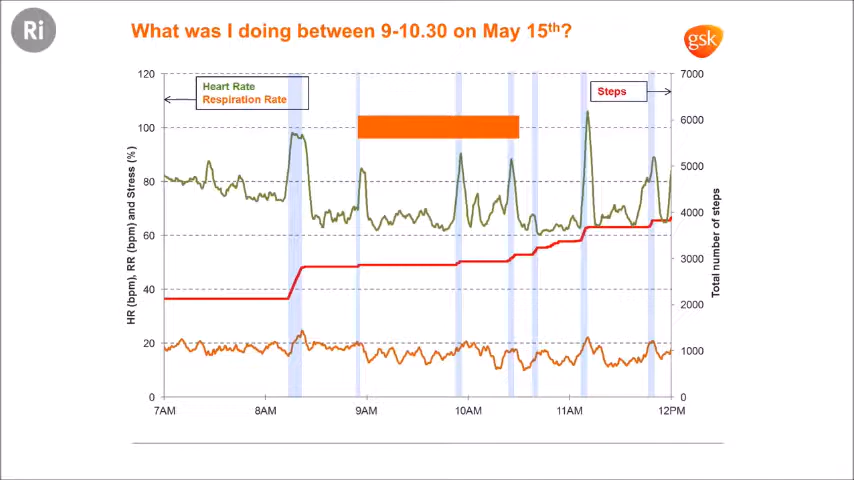 Ri
What was I doing between 9-10.30 on May 15th?
gsk
120
100
80
60
40
20
0
HR (bpm), RR (bpm) and Stress (%)
Heart Rate
Respiration Rate
Steps
7000
6000
5000
4000
3000
2000
1000
0
Total number of steps
7AM 8AM 9AM 10AM 11AM 12PM